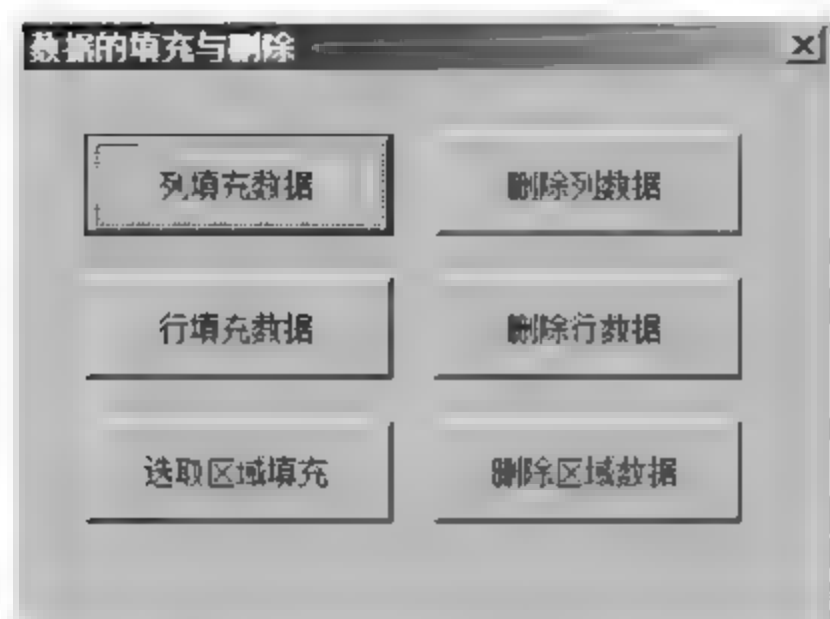 数据的填充与删除
列填充数据 删除列数据
行填充数据 删除行数据
选取区域填充 删除区域数据